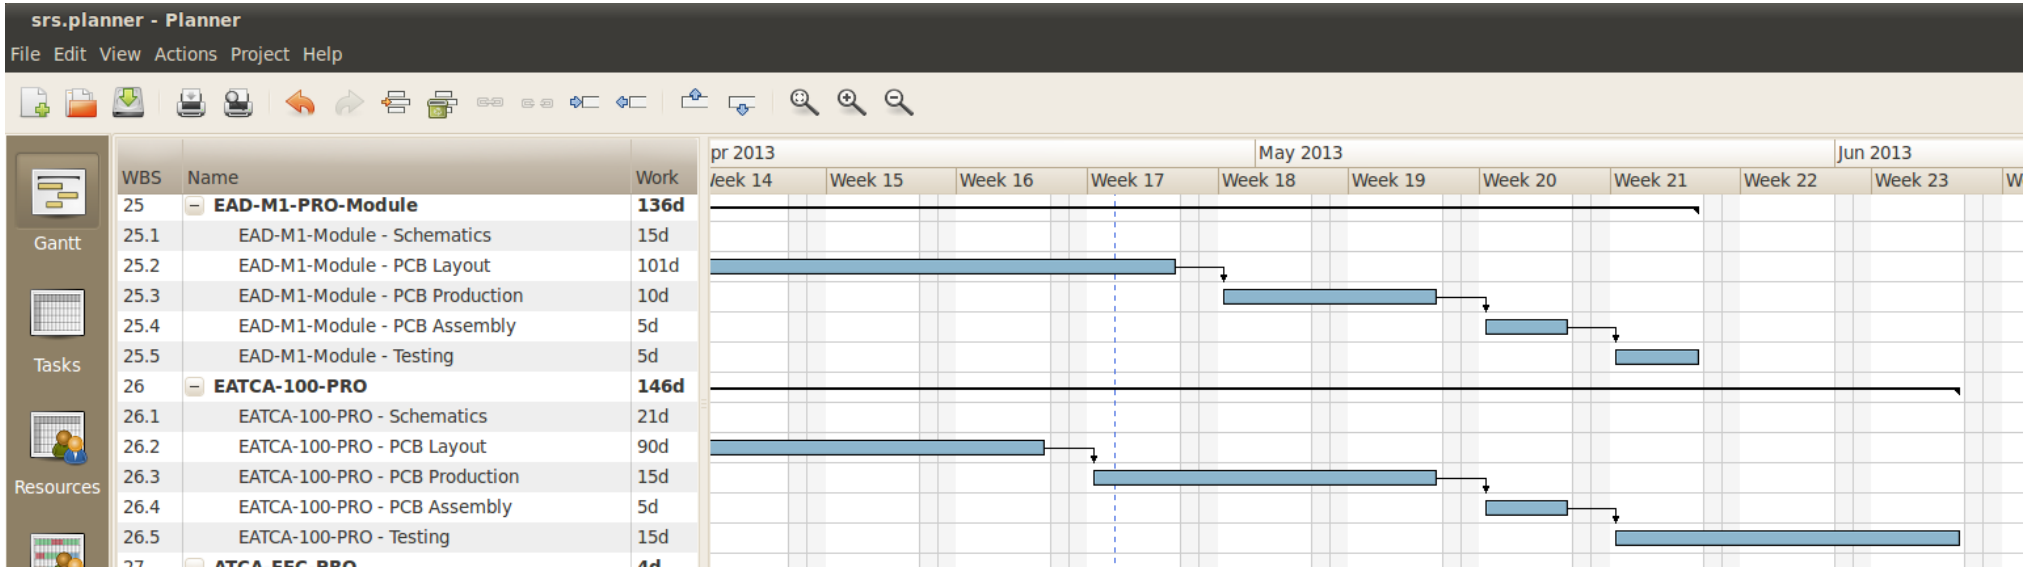 srs.planner - Planner
File Edit View Actions Project Help
pr 2013 May 2013 Jun 2013
WBS Name Work
Week 15 Week 16 Week 17 Week 18 Week 19 Week 20 Week 21 Week 22 Week 23
25 EAD-M1-PRO-Module 136d
25.1 EAD-M1-Module - Schematics 15d
25.2 EAD-M1-Module - PCB Layout 101d
25.3 EAD-M1-Module - PCB Production 10d
25.4 EAD-M1-Module - PCB Assembly 5d
25.5 EAD-M1-Module - Testing 5d
26 EATCA-100-PRO 146d
26.1 EATCA-100-PRO - Schematics 21d
26.2 EATCA-100-PRO - PCB Layout 90d
26.3 EATCA-100-PRO - PCB Production 15d
26.4 EATCA-100-PRO - PCB Assembly 5d
26.5 EATCA-100-PRO - Testing 15d
Gantt
Tasks
Resources